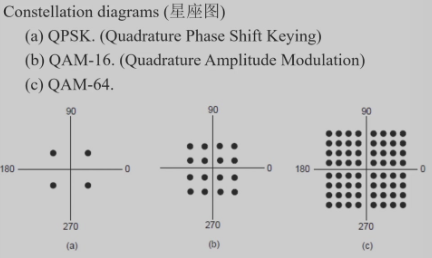 Constellation diagrams (星座图)
(a) QPSK. (Quadrature Phase Shift Keying)
(b) QAM-16. (Quadrature Amplitude Modulation)
(c) QAM-64.
90 90 90
180 0 0 180 0
270 270 270
(a) (b) (c)